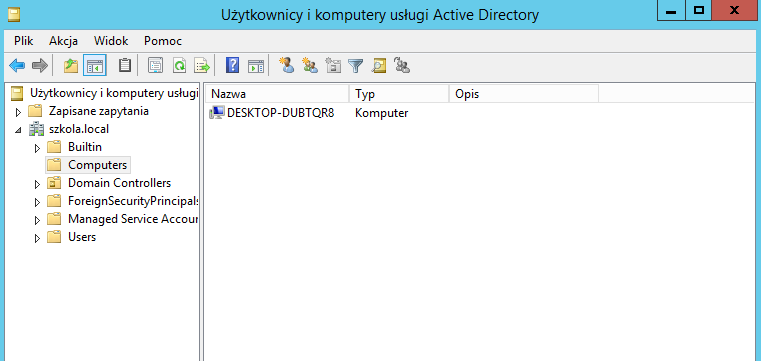 Użytkownicy i komputery usługi Active Directory
Plik Akcja Widok Pomoc
Użytkownicy i komputery usługi
Zapisane zapytania
szkola.local
Builtin
Computers
Domain Controllers
ForeignSecurityPrincipals
Managed Service Accour
Users
Nazwa Typ Opis
DESKTOP-DUBTQR8 Komputer